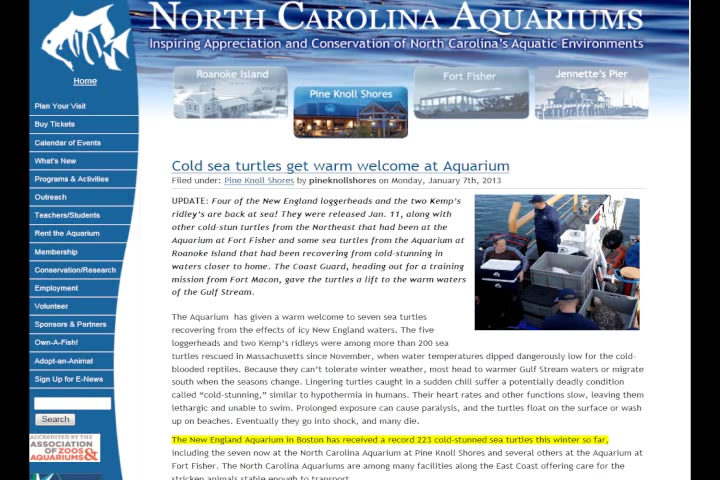 NORTH CAROLINA AQUARIUMS
Inspiring Appreciation and Conservation of North Carolina's Aquatic Environments
Home
Roanoke Island
Pine Knoll Shores
Fort Fisher
Jennette's Pier
Plan Your Visit
Buy Tickets
Calendar of Events
What's New
Programs & Activities
Outreach
Teachers/Students
Rent the Aquarium
Membership
Conservation/Research
Employment
Volunteer
Sponsors & Partners
Own-A-Fish!
Adopt-an-Animal
Sign Up for E-News
Search
ACCREDITED BY THE
ASSOCIATION
OF ZOOS
AQUARIUMS &
Cold sea turtles get warm welcome at Aquarium
Filed under: Pine Knoll Shores by pineknollshores on Monday, January 7th, 2013
UPDATE: Four of the New England loggerheads and the two Kemp's
ridley's are back at sea! They were released Jan. 11, along with
other cold-stun turtles from the Northeast that had been at the
Aquarium at Fort Fisher and some sea turtles from the Aquarium at
Roanoke Island that had been recovering from cold-stunning in
waters closer to home. The Coast Guard, heading out for a training
mission from Fort Macon, gave the turtles a lift to the warm waters
of the Gulf Stream.
The Aquarium has given a warm welcome to seven sea turtles
recovering from the effects of icy New England waters. The five
loggerheads and two Kemp's ridleys were among more than 200 sea
turtles rescued in Massachusetts since November, when water temperatures dipped dangerously low for the cold-
blooded reptiles. Because they can't tolerate winter weather, most head to warmer Gulf Stream waters or migrate
south when the seasons change. Lingering turtles caught in a sudden chill suffer a potentially deadly condition
called "cold-stunning," similar to hypothermia in humans. Their heart rates and other functions slow, leaving them
lethargic and unable to swim. Prolonged exposure can cause paralysis, and the turtles float on the surface or wash
up on beaches. Eventually they go into shock, and many die.
The New England Aquarium in Boston has received a record 223 cold-stunned sea turtles this winter so far,
including the seven now at the North Carolina Aquarium at Pine Knoll Shores and several others at the Aquarium at
Fort Fisher. The North Carolina Aquariums are among many facilities along the East Coast offering care for the
stricken animals stable enough to transport.